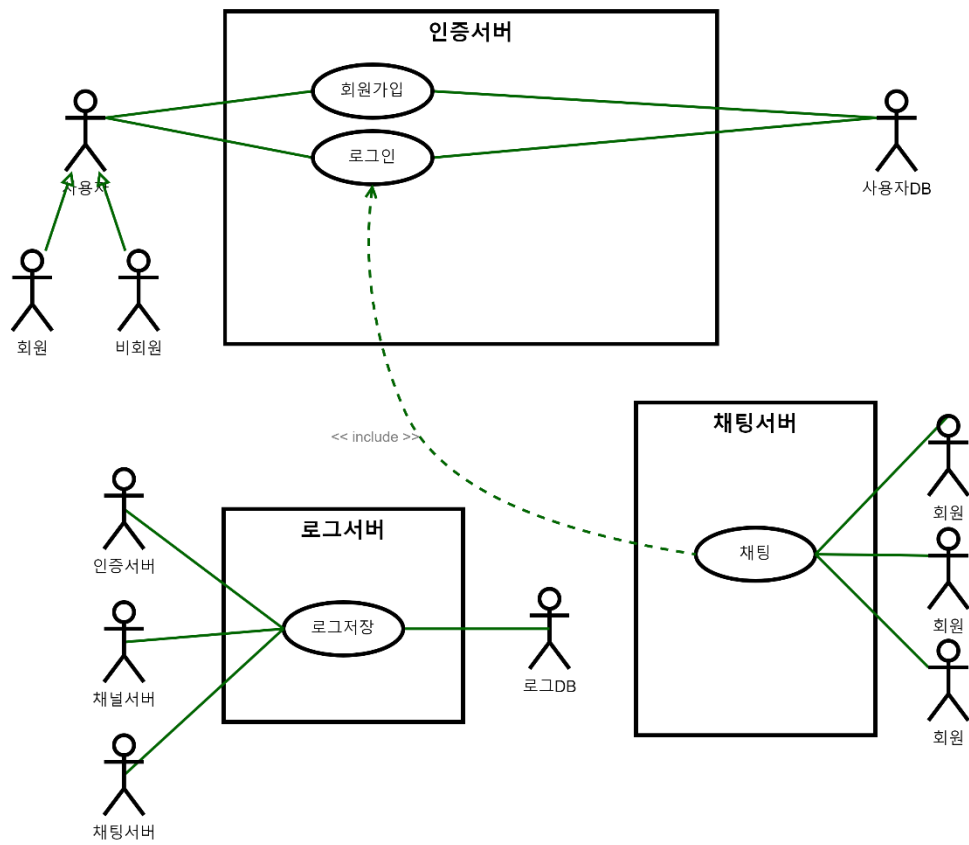 인증서버
회원가입
로그인
사용자
사용자DB
회원
비회원
<< include >>
채팅서버
채팅
회원
회원
회원
로그서버
로그저장
인증서버
채널서버
채팅서버
로그DB